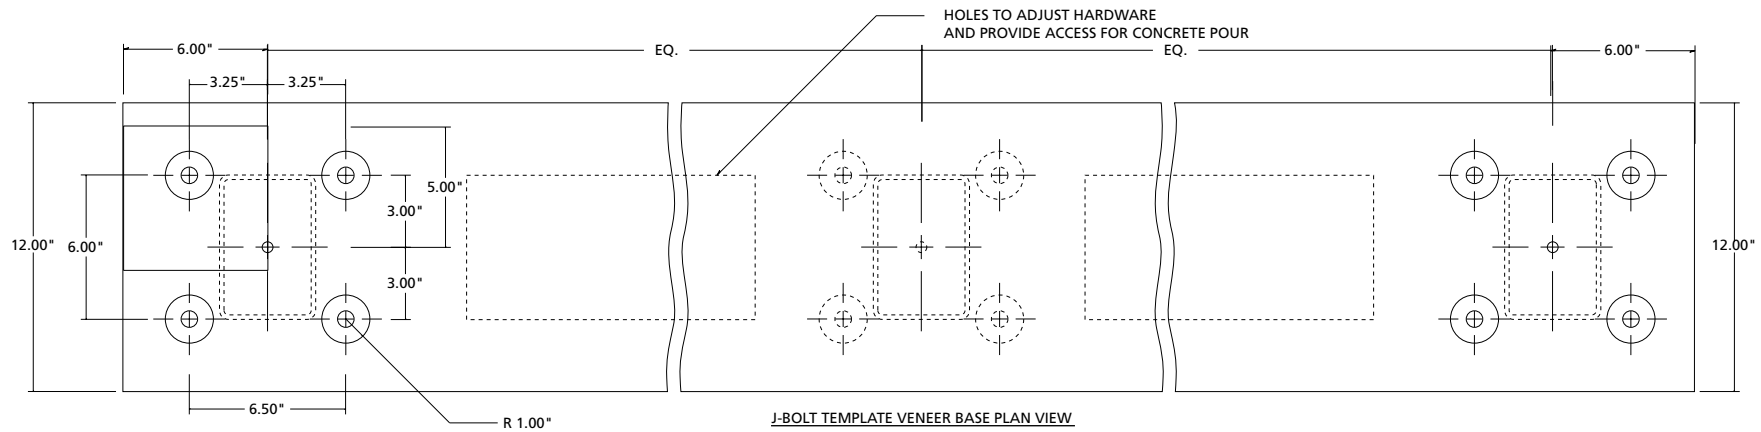 HOLES TO ADJUST HARDWARE
AND PROVIDE ACCESS FOR CONCRETE POUR
6.00"
EQ.
EQ.
6.00"
3.25"
3.25"
5.00"
3.00"
12.00"
6.00"
12.00"
3.00"
6.50"
R 1.00"
J-BOLT TEMPLATE VENEER BASE PLAN VIEW